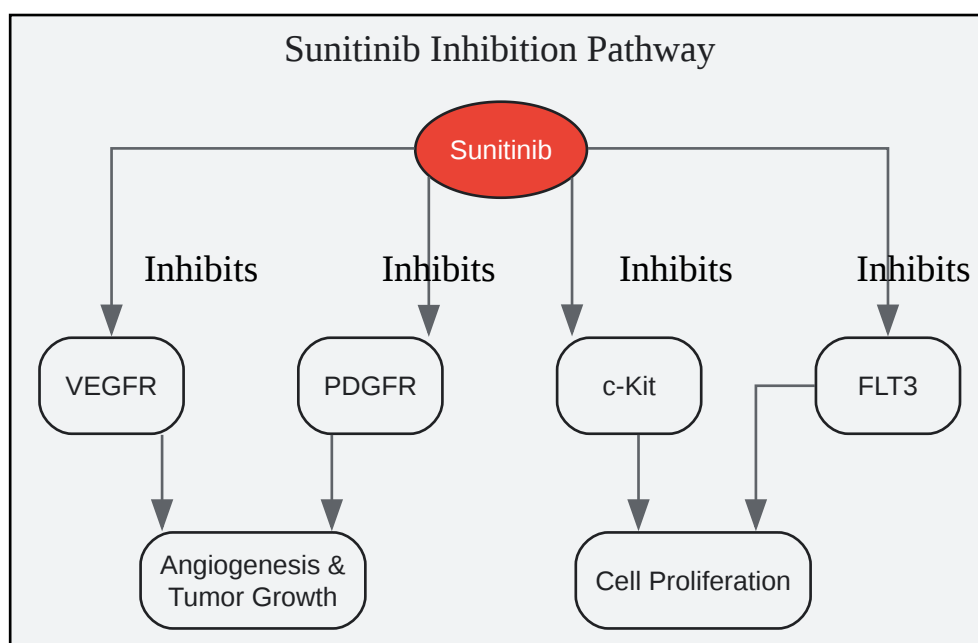 Sunitinib Inhibition Pathway
Sunitinib
Inhibits
Inhibits
Inhibits
Inhibits
VEGFR
PDGFR
c-Kit
FLT3
Angiogenesis &
Tumor Growth
Cell Proliferation